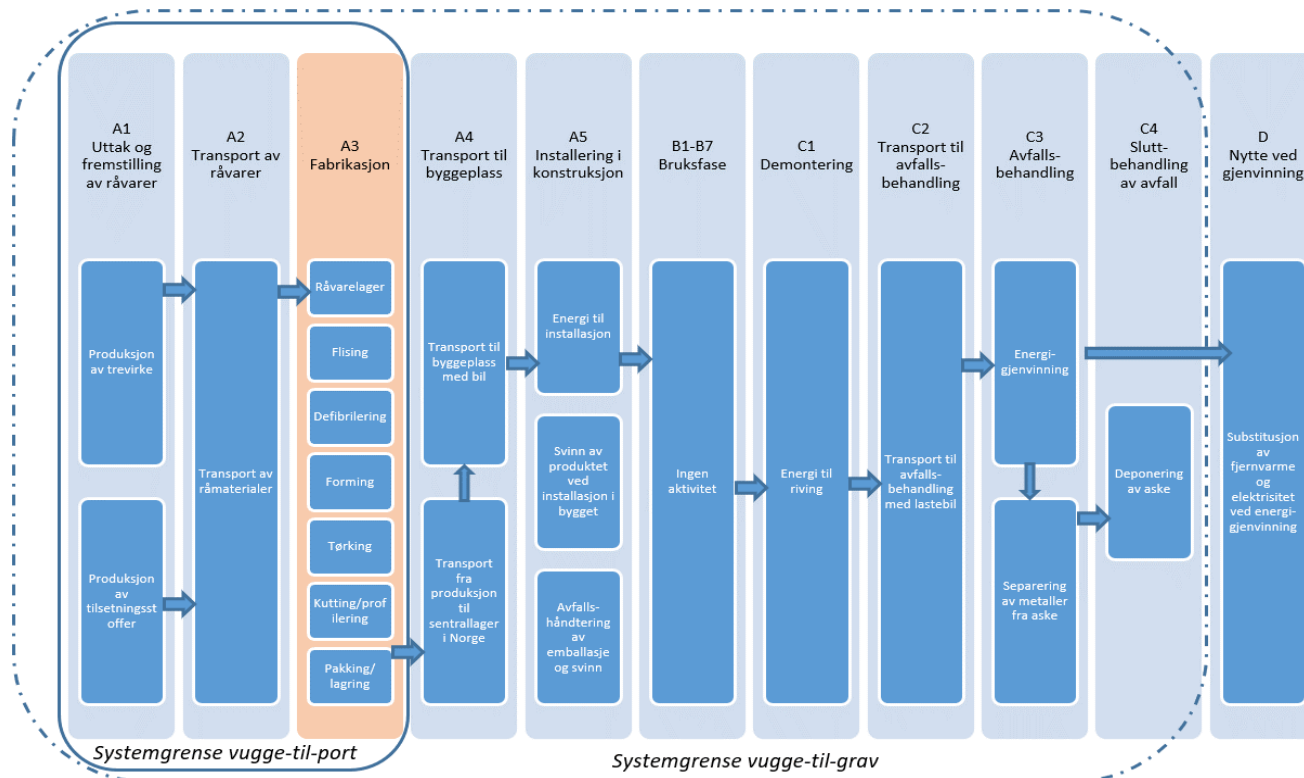 A1
Uttak og
fremstilling
av råvarer
A2
Transport av
råvarer
A3
Fabrikasjon
A4
Transport til
byggeplass
A5
Installering i
konstruksjon
B1-B7
Bruksfase
C1
Demontering
C2
Transport til
avfalls-
behandling
C3
Avfalls-
behandling
C4
Slutt-
behandling
av avfall
D
Nytte ved
gjenvinning
Produksjon
av trevirke
Produksjon
av
tilsetningsst
offer
Transport av
råmaterialer
Råvarelager
Flising
Defibrilering
Forming
Tørking
Kutting/prof
ilering
Pakking/
lagring
Transport til
byggeplass
med bil
Transport
fra
produksjon
til
sentrallager
i Norge
Energi til
installasjon
Svinn av
produktet
ved
installasjon i
bygget
Avfalls-
håndtering
av
emballasje
og svinn
Ingen
aktivitet
Energi til
riving
Transport til
avfalls-
behandling
med lastebil
Energi-
gjenvinning
Separering
av metaller
fra aske
Deponering
av aske
Substitusjon
av
fjernvarme
og
elektrisitet
ved energi-
gjenvinning
Systemgrense vugge-til-port
Systemgrense vugge-til-grav